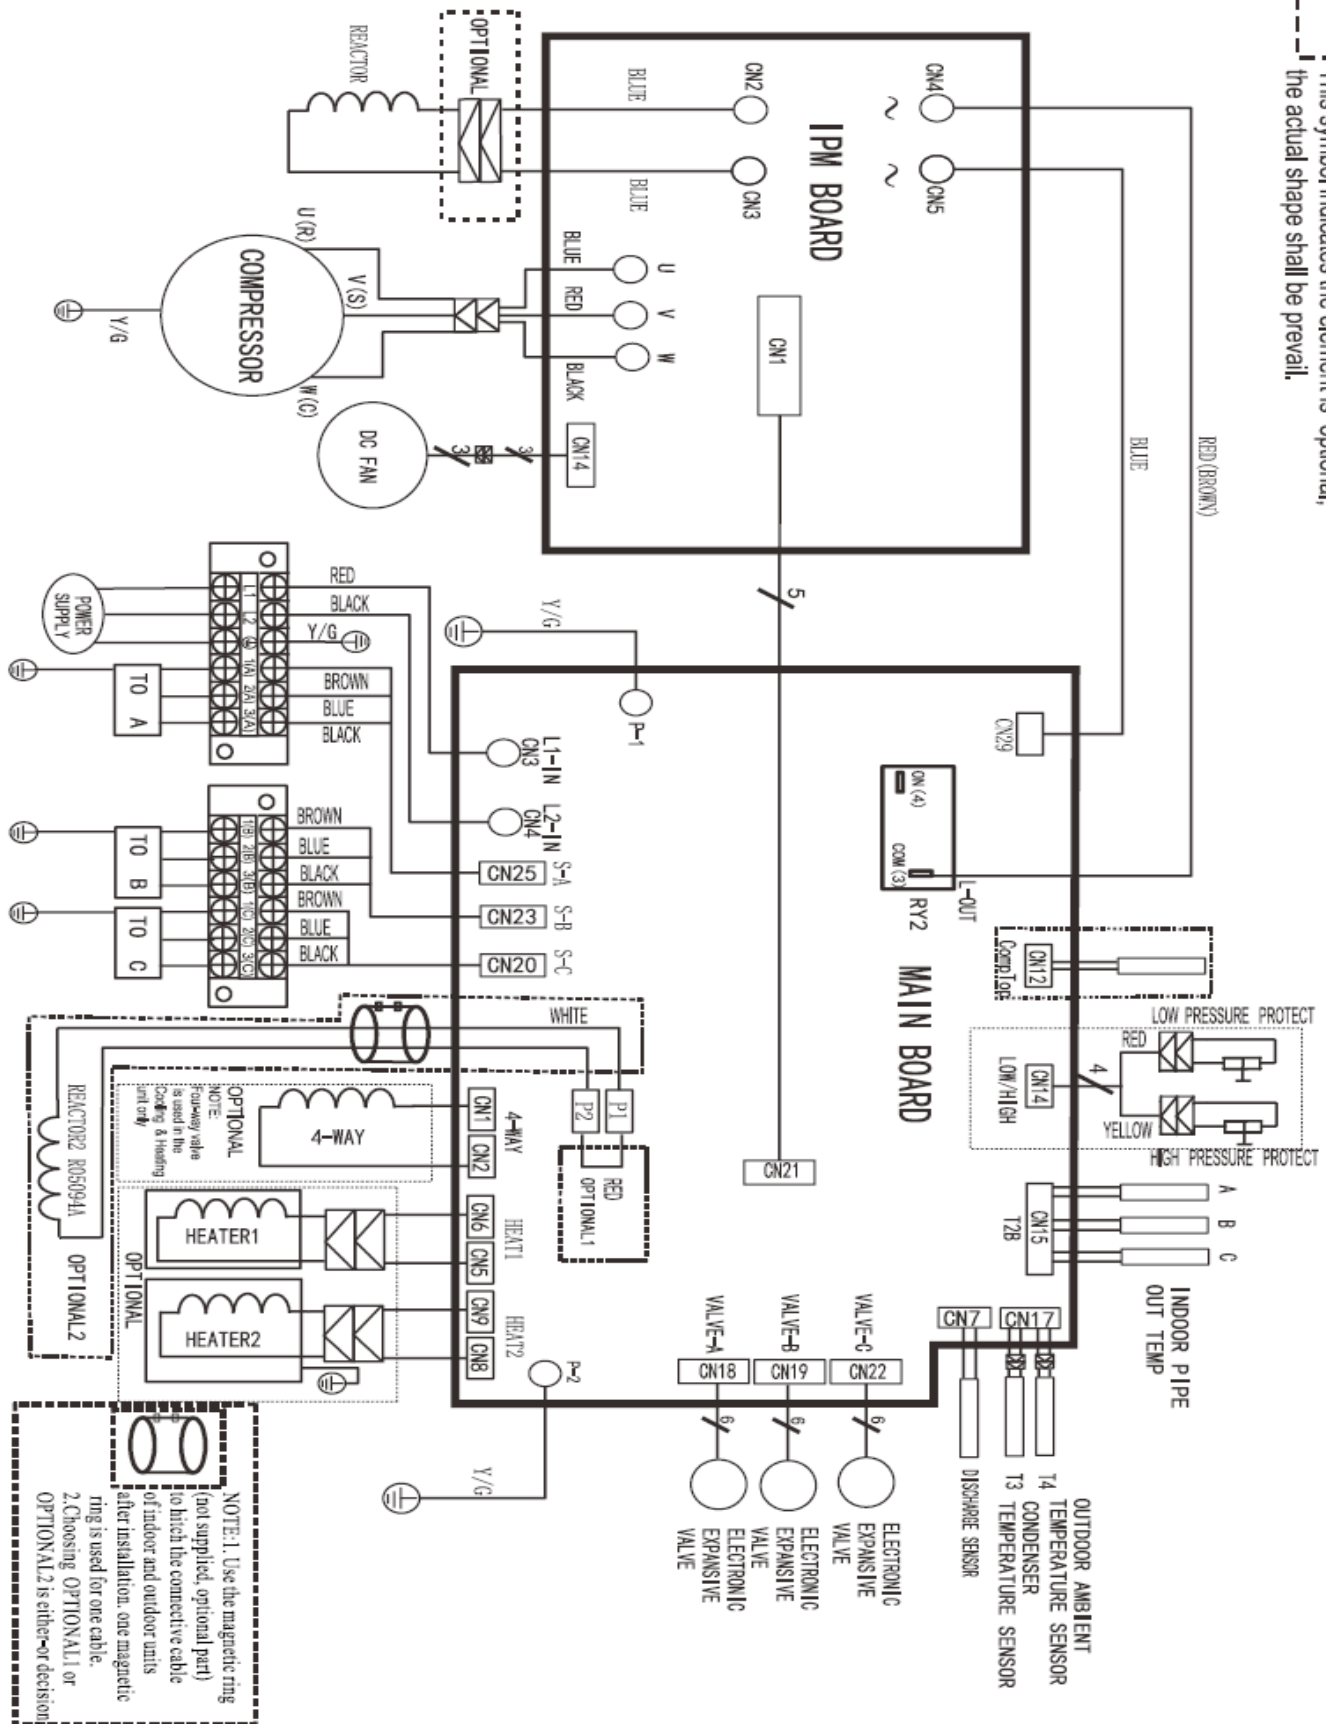 This symbol indicates the element is optional,
the actual shape shall be prevail.
REACTOR
OPTIONAL
BLUE
BLUE
CN2
CN3
CN4
CN5
~
~
IPM BOARD
RED(BROWN)
BLUE
COMPRESSOR
U(R)
V(S)
W(C)
Y/G
BLUE
RED
BLACK
U
V
W
CN1
DC FAN
3
3
CN14
5
POWER
SUPPLY
L1
L2
1(A)
2(A)
3(A)
RED
BLACK
Y/G
BROWN
BLUE
BLACK
TO A
Y/G
P-1
CN29
L1-IN
CN3
L2-IN
CN4
ON(4)
COM(3)
L-OUT
RY2
TO B
TO C
1(B)
2(B)
3(B)
1(C)
2(C)
3(C)
BROWN
BLUE
BLACK
BROWN
BLUE
BLACK
CN25
S-A
CN23
S-B
CN20
S-C
MAIN BOARD
CompTop
CN12
LOW PRESSURE PROTECT
RED
LOW/HIGH
CN14
4
YELLOW
HIGH PRESSURE PROTECT
WHITE
P2
P1
RED
OPTIONAL1
REACTOR2 R05094A
OPTIONAL2
OPTIONAL
NOTE:
Four-way valve
is used in the
Cooling & Heating
unit only
4-WAY
CN1
CN2
4-WAY
CN21
CN15
T2B
A
B
C
INDOOR PIPE
OUT TEMP
HEATER1
HEATER2
OPTIONAL
CN6
CN5
HEAT1
CN9
CN8
HEAT2
P-2
Y/G
VALVE-A
CN18
6
ELECTRONIC
EXPANSIVE
VALVE
VALVE-B
CN19
6
ELECTRONIC
EXPANSIVE
VALVE
VALVE-C
CN22
6
ELECTRONIC
EXPANSIVE
VALVE
CN7
CN17
DISCHARGE SENSOR
OUTDOOR AMBIENT
T4 TEMPERATURE SENSOR
CONDENSER
T3 TEMPERATURE SENSOR
NOTE:1. Use the magnetic ring
(not supplied, optional part)
to hitch the connective cable
of indoor and outdoor units
after installation. one magnetic
ring is used for one cable.
2.Choosing OPTIONAL1 or
OPTIONAL2 is either-or decision